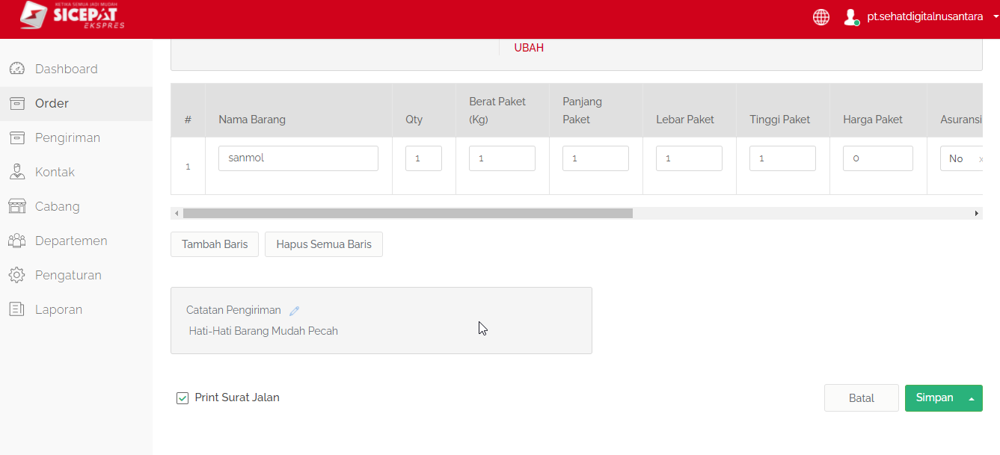 KETIKA SEMUA JADI MUDAH
SICEPAT
EKSPRES
pt.sehatdigitalnusantara
Dashboard
Order
Pengiriman
Kontak
Cabang
Departemen
Pengaturan
Laporan
UBAH
# Nama Barang Qty Berat Paket (Kg) Panjang Paket Lebar Paket Tinggi Paket Harga Paket Asuransi
1 sanmol 1 1 1 1 1 0 No x
Tambah Baris Hapus Semua Baris
Catatan Pengiriman
Hati-Hati Barang Mudah Pecah
Print Surat Jalan
Batal Simpan